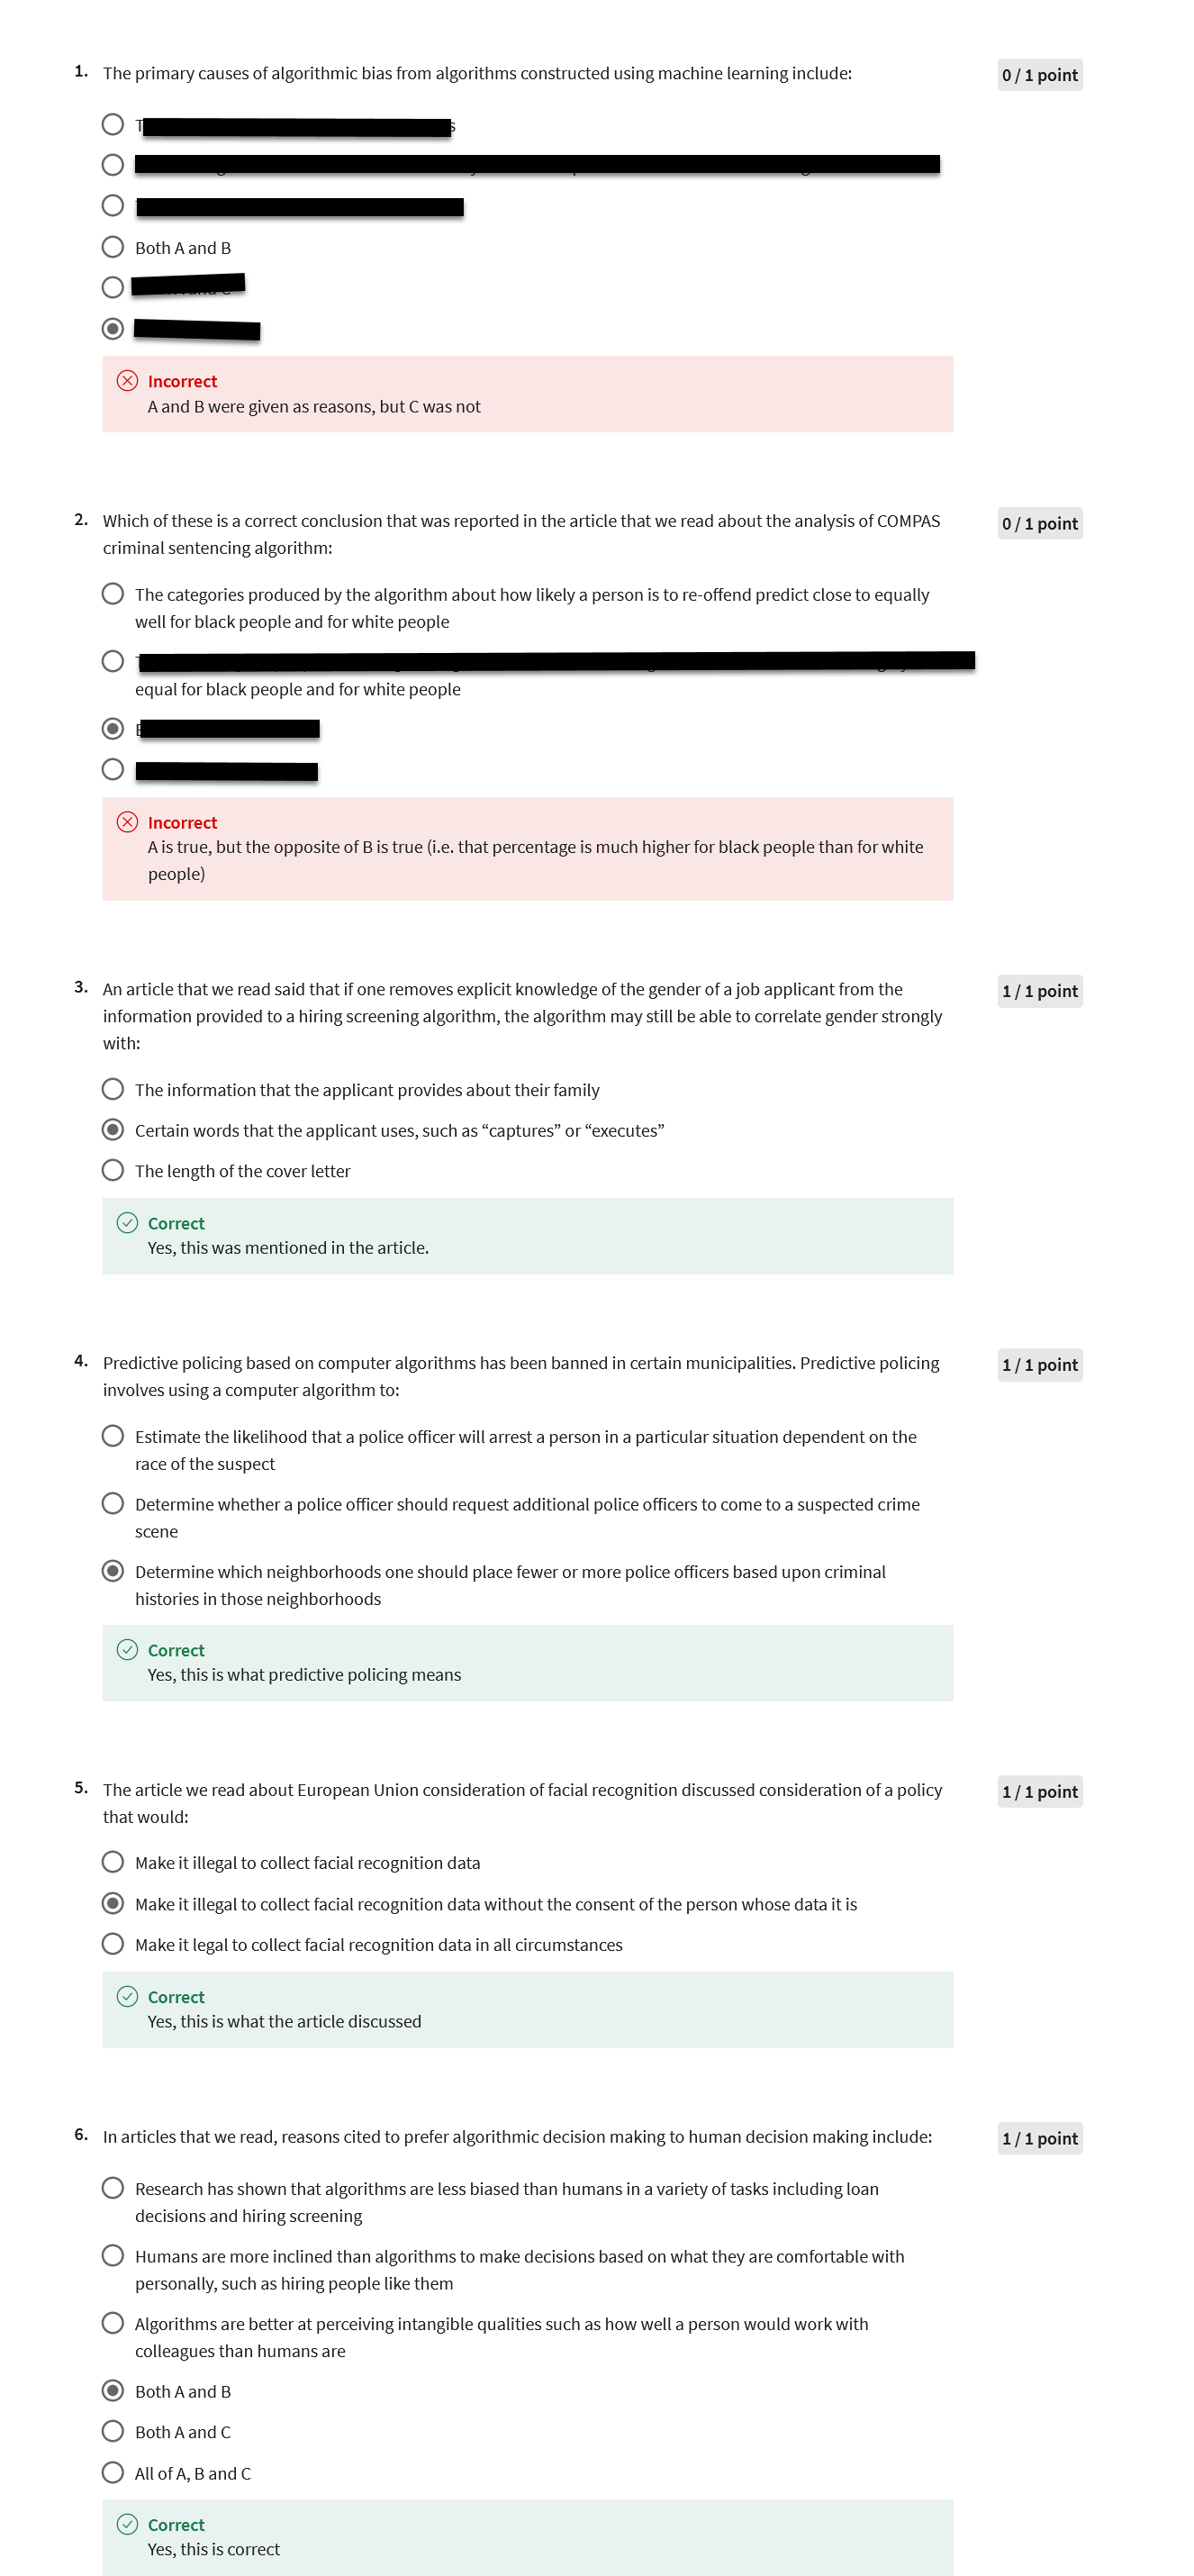 1. The primary causes of algorithmic bias from algorithms constructed using machine learning include:
0 / 1 point
Both A and B
Incorrect
A and B were given as reasons, but C was not
2. Which of these is a correct conclusion that was reported in the article that we read about the analysis of COMPAS
criminal sentencing algorithm:
0 / 1 point
The categories produced by the algorithm about how likely a person is to re-offend predict close to equally
well for black people and for white people
equal for black people and for white people
Incorrect
A is true, but the opposite of B is true (i.e. that percentage is much higher for black people than for white
people)
3. An article that we read said that if one removes explicit knowledge of the gender of a job applicant from the
information provided to a hiring screening algorithm, the algorithm may still be able to correlate gender strongly
with:
1 / 1 point
The information that the applicant provides about their family
Certain words that the applicant uses, such as “captures” or “executes”
The length of the cover letter
Correct
Yes, this was mentioned in the article.
4. Predictive policing based on computer algorithms has been banned in certain municipalities. Predictive policing
involves using a computer algorithm to:
1 / 1 point
Estimate the likelihood that a police officer will arrest a person in a particular situation dependent on the
race of the suspect
Determine whether a police officer should request additional police officers to come to a suspected crime
scene
Determine which neighborhoods one should place fewer or more police officers based upon criminal
histories in those neighborhoods
Correct
Yes, this is what predictive policing means
5. The article we read about European Union consideration of facial recognition discussed consideration of a policy
that would:
1 / 1 point
Make it illegal to collect facial recognition data
Make it illegal to collect facial recognition data without the consent of the person whose data it is
Make it legal to collect facial recognition data in all circumstances
Correct
Yes, this is what the article discussed
6. In articles that we read, reasons cited to prefer algorithmic decision making to human decision making include:
1 / 1 point
Research has shown that algorithms are less biased than humans in a variety of tasks including loan
decisions and hiring screening
Humans are more inclined than algorithms to make decisions based on what they are comfortable with
personally, such as hiring people like them
Algorithms are better at perceiving intangible qualities such as how well a person would work with
colleagues than humans are
Both A and B
Both A and C
All of A, B and C
Correct
Yes, this is correct